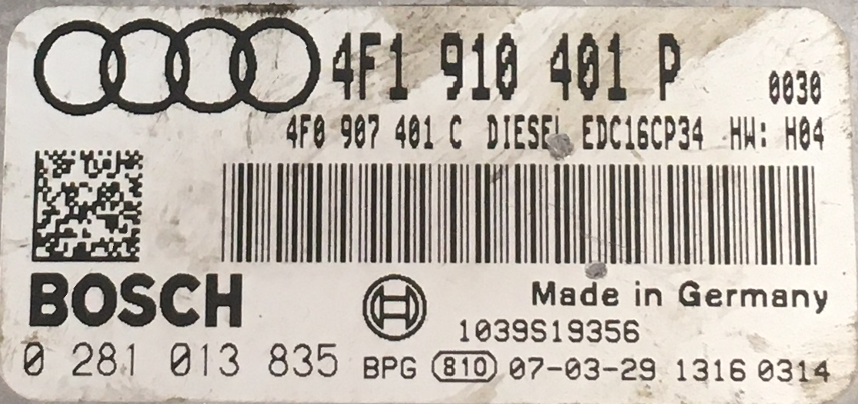 4F1 910 401 P 0030
4F0 907 401 C DIESEL EDC16CP34 HW: H04
BOSCH
Made in Germany
1039S19356
0 281 013 835 BPG 810 07-03-29 1316 0314